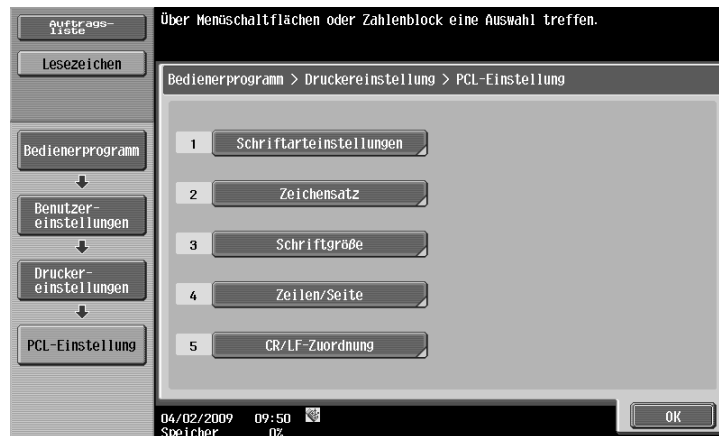 Auftrags-
liste
Über Menüschaltflächen oder Zahlenblock eine Auswahl treffen.
Lesezeichen
Bedienerprogramm > Druckereinstellung > PCL-Einstellung
Bedienerprogramm
Benutzer-
einstellungen
Drucker-
einstellungen
PCL-Einstellung
1 Schriftarteinstellungen
2 Zeichensatz
3 Schriftgröße
4 Zeilen/Seite
5 CR/LF-Zuordnung
04/02/2009 09:50
Speicher 0%
OK